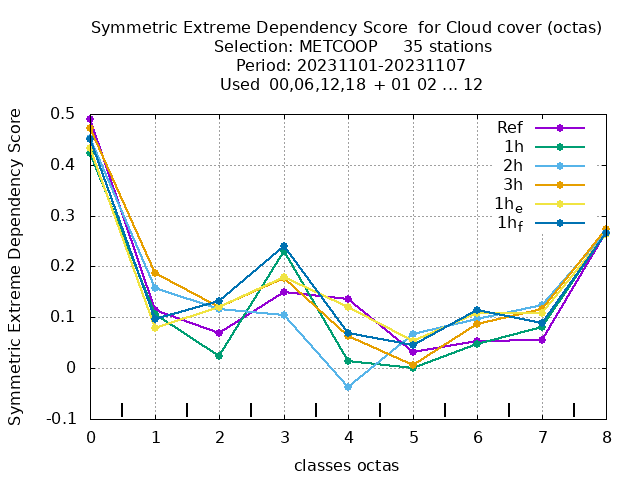 Symmetric Extreme Dependency Score  for Cloud cover (octas)
Selection: METCOOP     35 stations
Period: 20231101-20231107
Used  00,06,12,18  + 01 02 ... 12
Symmetric Extreme Dependency Score
0.5
0.4
0.3
0.2
0.1
0
-0.1
Ref
1h
2h
3h
1he
1hf
0 1 2 3 4 5 6 7 8
classes octas